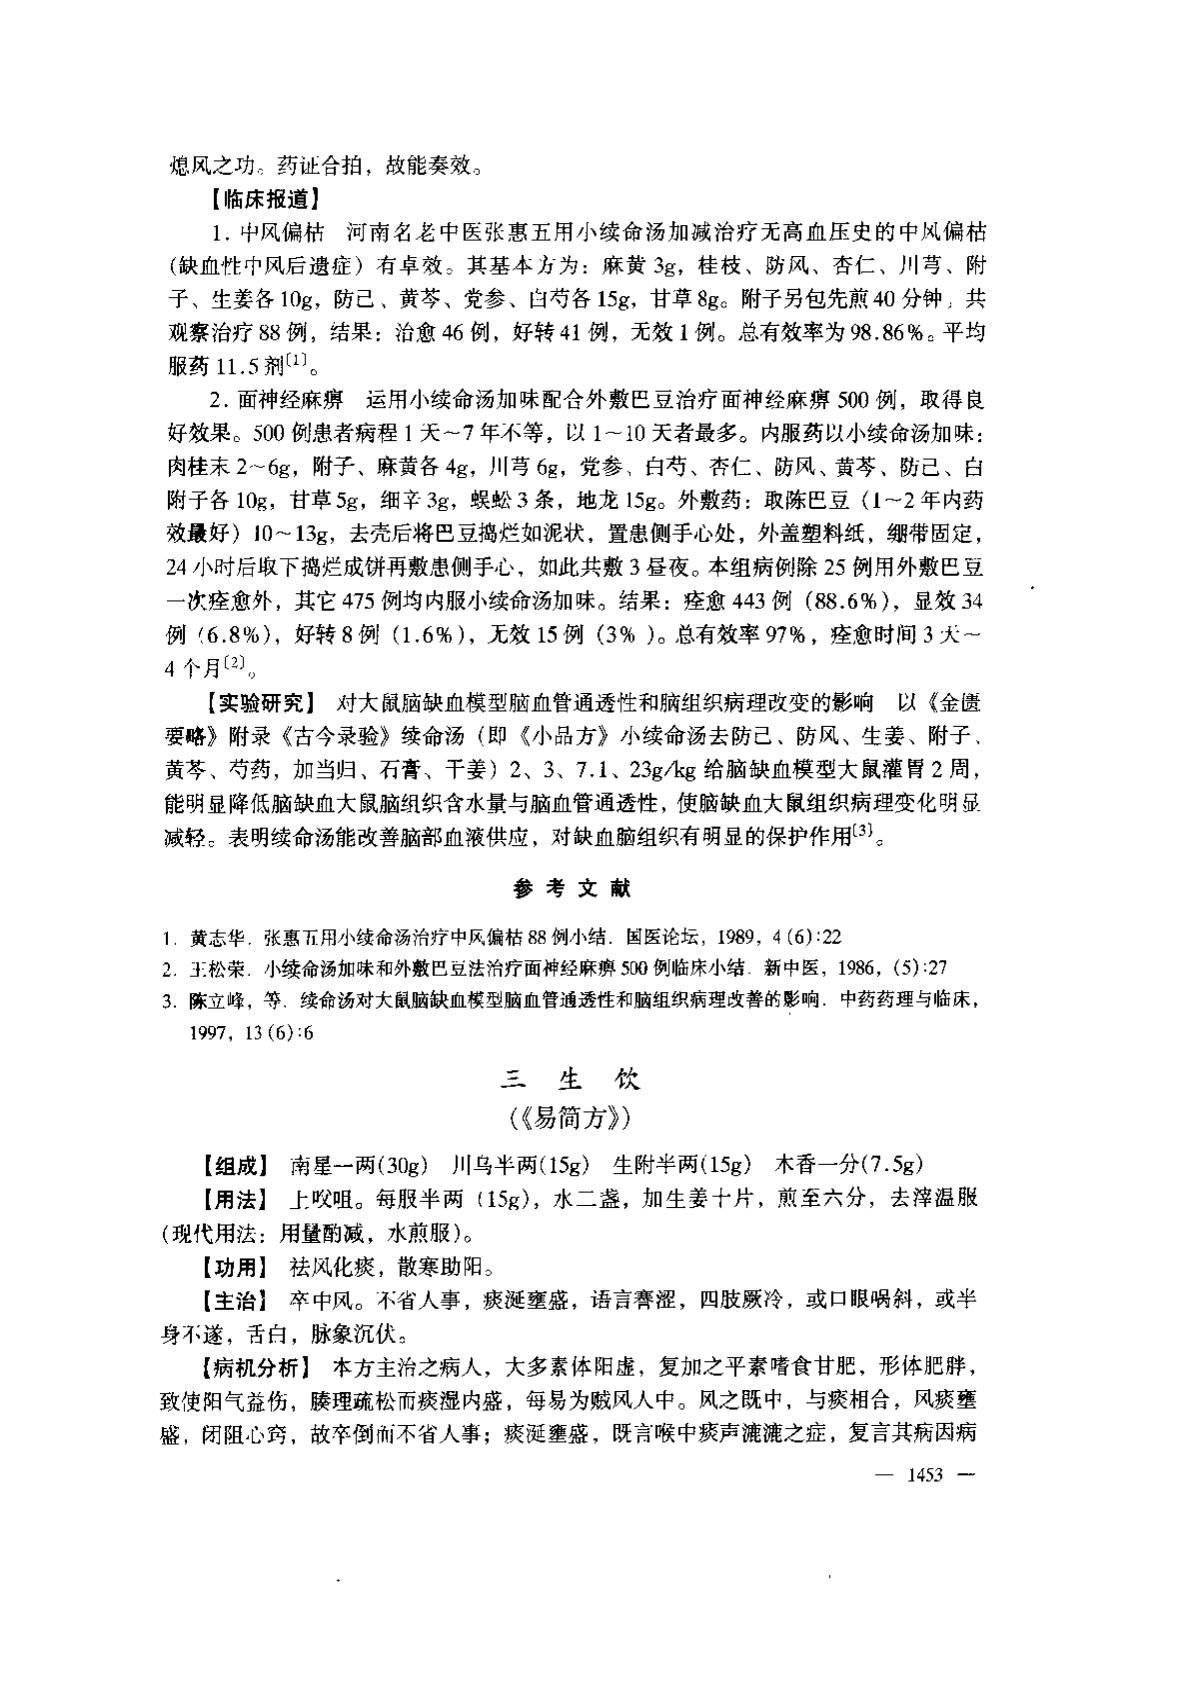 熄风之功。药证合拍，故能奏效。
【临床报道】
1. 中风偏枯　河南名老中医张惠五用小续命汤加减治疗无高血压史的中风偏枯
(缺血性中风后遗症）有卓效。其基本方为：麻黄 3g，桂枝、防风、杏仁、川芎、附
子、生姜各 10g，防己、黄芩、党参、白芍各 15g，甘草 8g。附子另包先煎 40 分钟，共
观察治疗 88 例，结果：治愈 46 例，好转 41 例，无效 1 例。总有效率为 98.86%。平均
服药 11.5 剂〔1〕。
2. 面神经麻痹　运用小续命汤加味配合外敷巴豆治疗面神经麻痹 500 例，取得良
好效果。500 例患者病程 1 天～7 年不等，以 1～10 天者最多。内服药以小续命汤加味：
肉桂末 2～6g，附子、麻黄各 4g，川芎 6g，党参、白芍、杏仁、防风、黄芩、防己、白
附子各 10g，甘草 5g，细辛 3g，蜈蚣 3 条，地龙 15g。外敷药：取陈巴豆（1～2 年内药
效最好）10～13g，去壳后将巴豆捣烂如泥状，置患侧手心处，外盖塑料纸，绷带固定，
24 小时后取下捣烂成饼再敷患侧手心，如此共敷 3 昼夜。本组病例除 25 例用外敷巴豆
一次痊愈外，其它 475 例均内服小续命汤加味。结果：痊愈 443 例（88.6%），显效 34
例（6.8%），好转 8 例（1.6%），无效 15 例（3% ）。总有效率 97%，痊愈时间 3 天～
4 个月〔2〕。
【实验研究】　对大鼠脑缺血模型脑血管通透性和脑组织病理改变的影响　以《金匮
要略》附录《古今录验》续命汤（即《小品方》小续命汤去防己、防风、生姜、附子、
黄芩、芍药，加当归、石膏、干姜）2、3、7.1、23g/kg 给脑缺血模型大鼠灌胃 2 周，
能明显降低脑缺血大鼠脑组织含水量与脑血管通透性，使脑缺血大鼠组织病理变化明显
减轻。表明续命汤能改善脑部血液供应，对缺血脑组织有明显的保护作用〔3〕。
参 考 文 献
1. 黄志华. 张惠五用小续命汤治疗中风偏枯 88 例小结. 国医论坛，1989，4 (6):22
2. 王松荣. 小续命汤加味和外敷巴豆法治疗面神经麻痹 500 例临床小结. 新中医，1986，(5):27
3. 陈立峰，等. 续命汤对大鼠脑缺血模型脑血管通透性和脑组织病理改善的影响. 中药药理与临床，
1997，13 (6):6
三 生 饮
(《易简方》)
【组成】　南星一两(30g)　川乌半两(15g)　生附半两(15g)　木香一分(7.5g)
【用法】　上㕮咀。每服半两（15g），水二盏，加生姜十片，煎至六分，去滓温服
(现代用法：用量酌减，水煎服)。
【功用】　祛风化痰，散寒助阳。
【主治】　卒中风。不省人事，痰涎壅盛，语言謇涩，四肢厥冷，或口眼㖞斜，或半
身不遂，舌白，脉象沉伏。
【病机分析】　本方主治之病人，大多素体阳虚，复加之平素嗜食甘肥，形体肥胖，
致使阳气益伤，腠理疏松而痰湿内盛，每易为贼风人中。风之既中，与痰相合，风痰壅
盛，闭阻心窍，故卒倒而不省人事；痰涎壅盛，既言喉中痰声漉漉之症，复言其病因病
— 1453 —